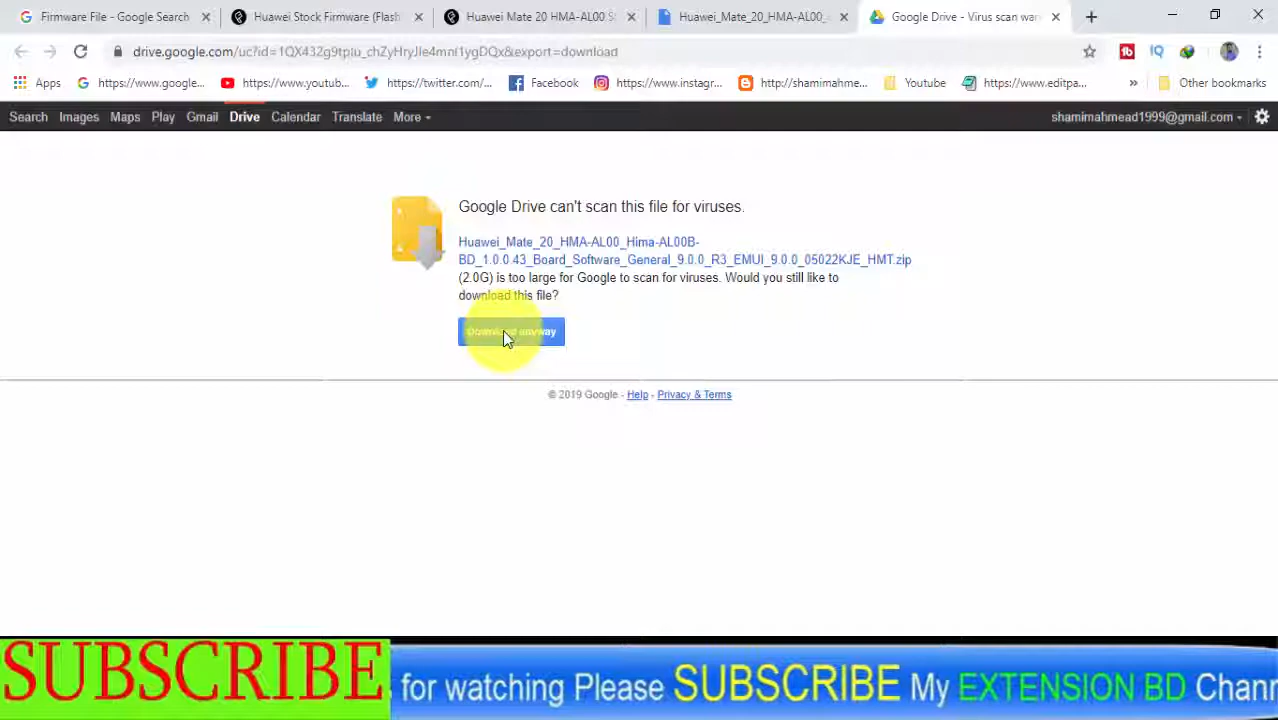 Firmware File - Google Search
Huawei Stock Firmware (Flash
Huawei Mate 20 HMA-AL00 S
Huawei_Mate_20_HMA-AL00_
Google Drive - Virus scan war
drive.google.com/uc?id=1QX43Zg9tplu_chZyHryJle4mnf1ygDQx&export=download
Apps
https://www.google...
https://www.youtub...
https://twitter.com/...
Facebook
https://www.instagr...
http://shamimahme...
Youtube
https://www.editpa...
Other bookmarks
Search Images Maps Play Gmail Drive Calendar Translate More
shamimahmead1999@gmail.com
Google Drive can't scan this file for viruses.
Huawei_Mate_20_HMA-AL00_Hima-AL00B-
BD_1.0.0.43_Board_Software_General_9.0.0_R3_EMUI_9.0.0_05022KJE_HMT.zip
(2.0G) is too large for Google to scan for viruses. Would you still like to
download this file?
Download anyway
© 2019 Google - Help - Privacy & Terms
SUBSCRIBE
for watching Please SUBSCRIBE My EXTENSION BD Chann